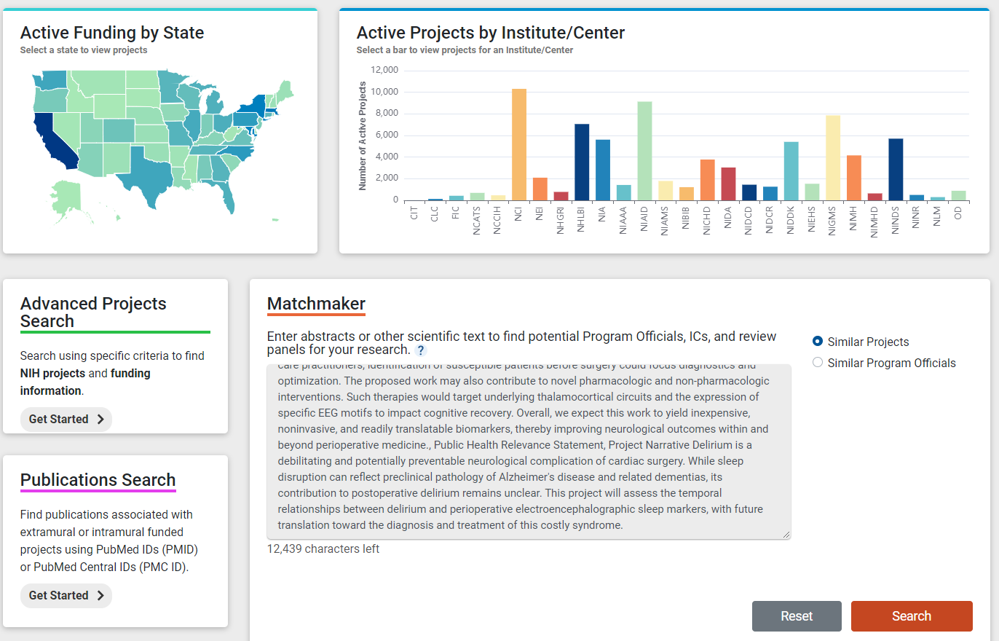 Active Funding by State
Select a state to view projects
Active Projects by Institute/Center
Select a bar to view projects for an Institute/Center
Number of Active Projects
12,000
10,000
8,000
6,000
4,000
2,000
0
CIT
CLC
FIC
NCATS
NCCIH
NCI
NEI
NHGRI
NHLBI
NIA
NIAAA
NIAID
NIAMS
NIBIB
NICHD
NIDA
NIDCD
NIDCR
NIDDK
NIEHS
NIGMS
NIMH
NIMHD
NINDS
NINR
NLM
OD
Advanced Projects
Search
Search using specific criteria to find
NIH projects and funding
information.
Get Started
Publications Search
Find publications associated with
extramural or intramural funded
projects using PubMed IDs (PMID)
or PubMed Central IDs (PMC ID).
Get Started
Matchmaker
Enter abstracts or other scientific text to find potential Program Officials, ICs, and review
panels for your research. ?
care practitioners, identification of susceptible patients before surgery could focus diagnostics and
optimization. The proposed work may also contribute to novel pharmacologic and non-pharmacologic
interventions. Such therapies would target underlying thalamocortical circuits and the expression of
specific EEG motifs to impact cognitive recovery. Overall, we expect this work to yield inexpensive,
noninvasive, and readily translatable biomarkers, thereby improving neurological outcomes within and
beyond perioperative medicine., Public Health Relevance Statement, Project Narrative Delirium is a
debilitating and potentially preventable neurological complication of cardiac surgery. While sleep
disruption can reflect preclinical pathology of Alzheimer's disease and related dementias, its
contribution to postoperative delirium remains unclear. This project will assess the temporal
relationships between delirium and perioperative electroencephalographic sleep markers, with future
translation toward the diagnosis and treatment of this costly syndrome.
12,439 characters left
Similar Projects
Similar Program Officials
Reset
Search